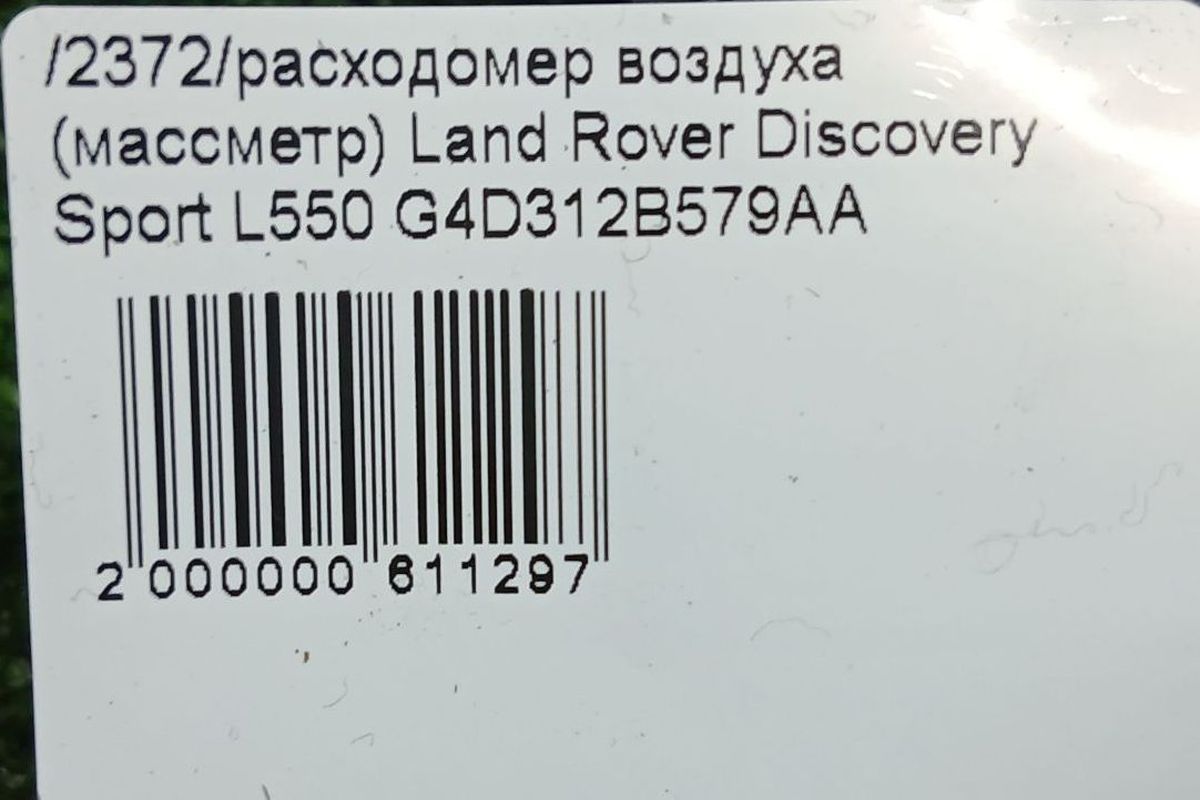 /2372/расходомер воздуха
(массметр) Land Rover Discovery
Sport L550 G4D312B579AA
2 000000 611297